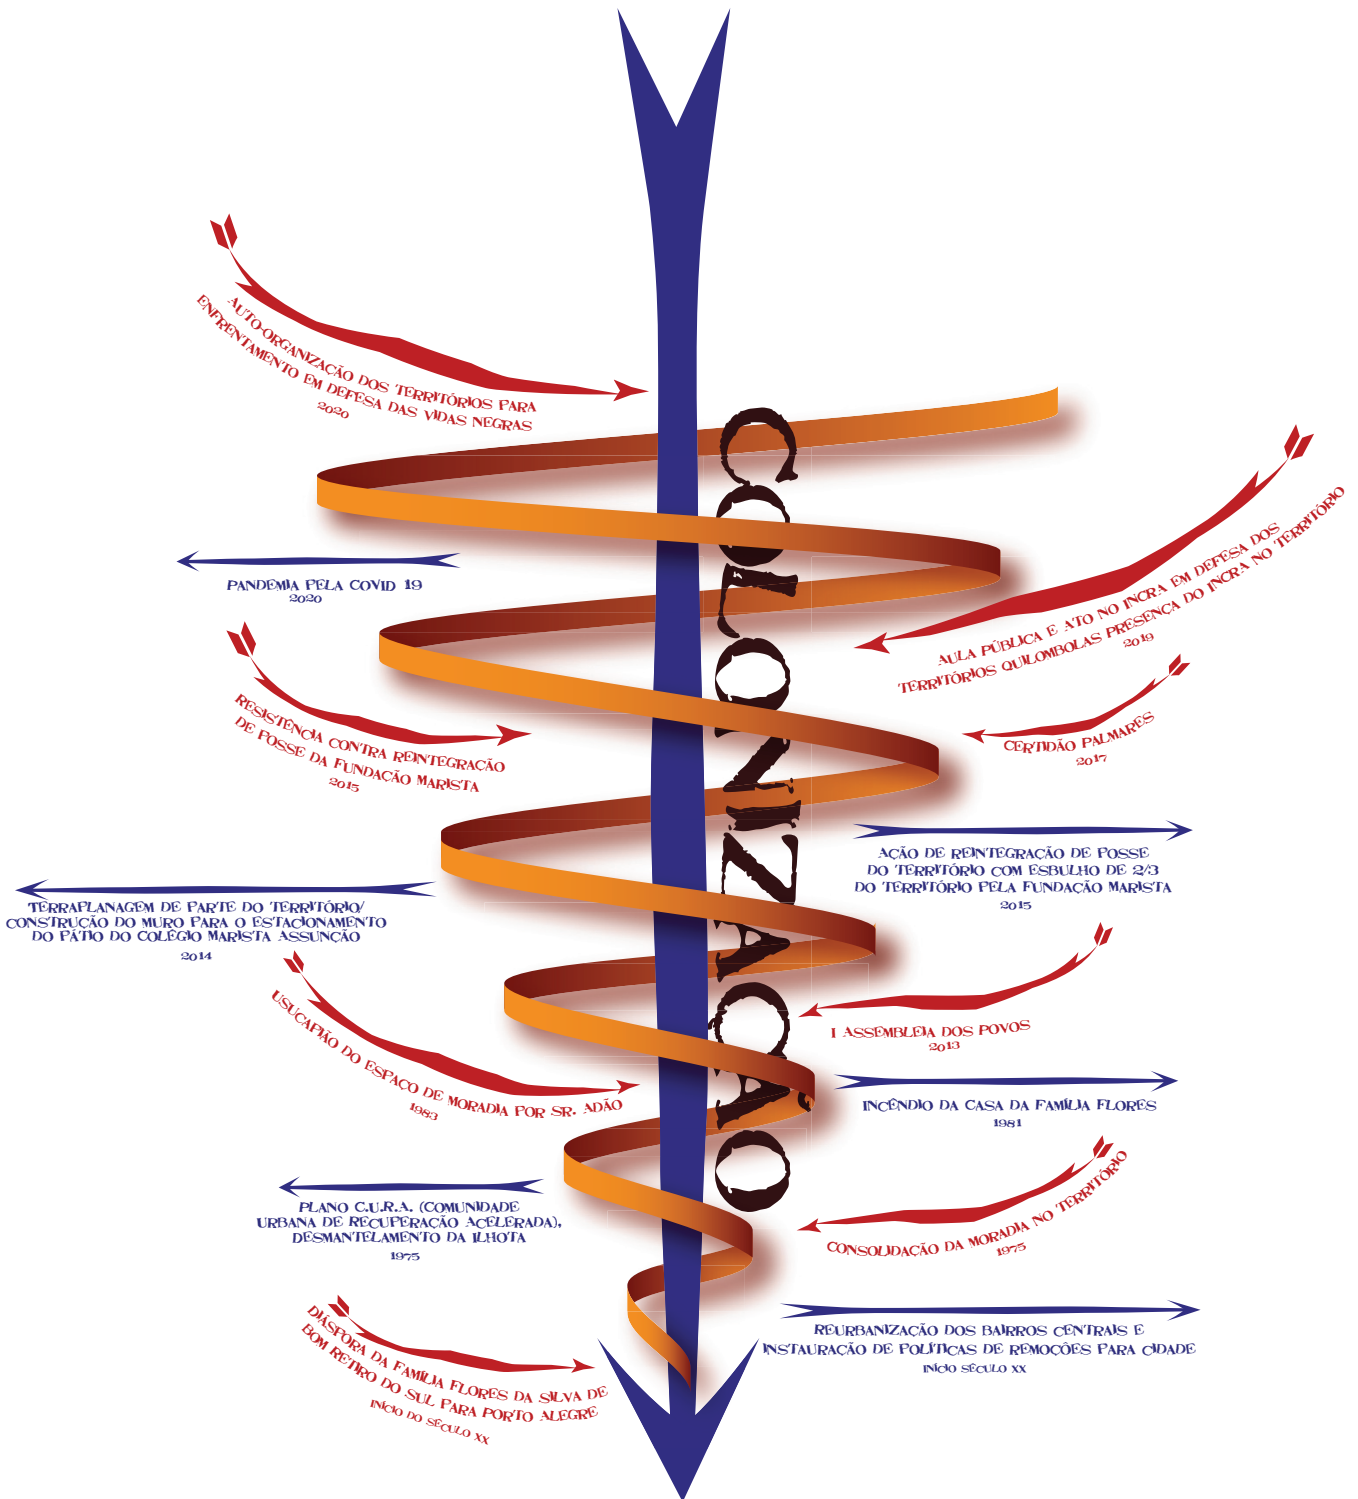 AUTO-ORGANIZAÇÃO DOS TERRITÓRIOS PARA
ENFRENTAMENTO EM DEFESA DAS VIDAS NEGRAS
2020
COLONIZAÇÃO
AULA PÚBLICA E ATO NO INCRA EM DEFESA DOS
TERRITÓRIOS QUILOMBOLAS PRESENÇA DO INCRA NO TERRITÓRIO
2019
PANDEMIA PELA COVID 19
2020
RESISTÊNCIA CONTRA REINTEGRAÇÃO
DE POSSE DA FUNDAÇÃO MARISTA
2015
CERTIDÃO PALMARES
2017
AÇÃO DE REINTEGRAÇÃO DE POSSE
DO TERRITÓRIO COM ESBULHO DE 2/3
DO TERRITÓRIO PELA FUNDAÇÃO MARISTA
2015
TERRAPLANAGEM DE PARTE DO TERRITÓRIO/
CONSTRUÇÃO DO MURO PARA O ESTACIONAMENTO
DO PÁTIO DO COLÉGIO MARISTA ASSUNÇÃO
2014
I ASSEMBLEIA DOS POVOS
2013
USUCAPIÃO DO ESPAÇO DE MORADIA POR SR. ADÃO
1983
INCÊNDIO DA CASA DA FAMÍLIA FLORES
1981
PLANO C.U.R.A. (COMUNIDADE
URBANA DE RECUPERAÇÃO ACELERADA),
DESMANTELAMENTO DA ILHOTA
1975
CONSOLIDAÇÃO DA MORADIA NO TERRITÓRIO
1975
DIÁSPORA DA FAMÍLIA FLORES DA SILVA DE
BOM RETIRO DO SUL PARA PORTO ALEGRE
INÍCIO DO SÉCULO XX
REURBANIZAÇÃO DOS BAIRROS CENTRAIS E
INSTAURAÇÃO DE POLÍTICAS DE REMOÇÕES PARA CIDADE
INÍCIO SÉCULO XX